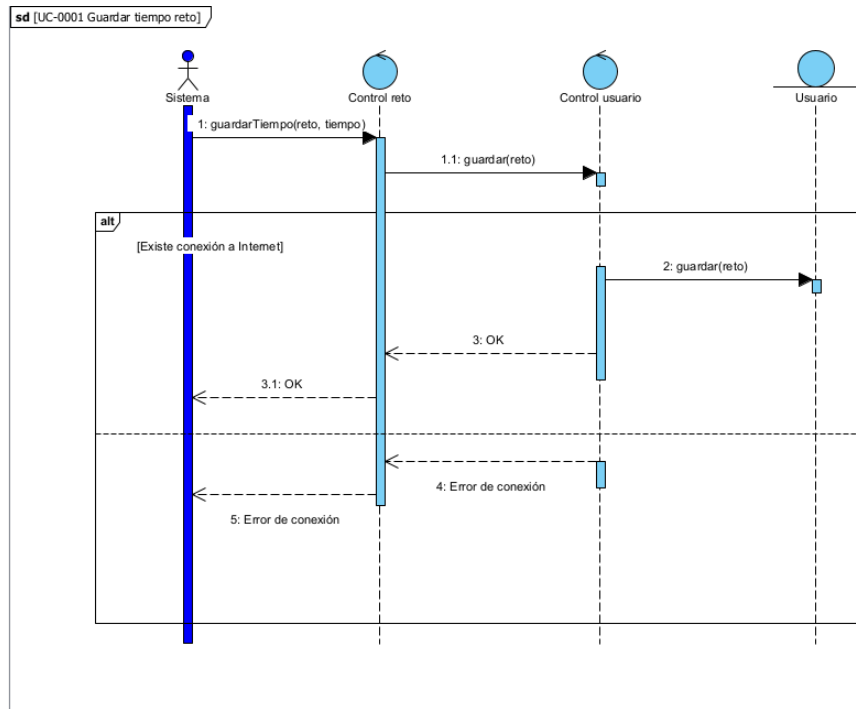 sd [UC-0001 Guardar tiempo reto]
Sistema
Control reto
Control usuario
Usuario
1: guardarTiempo(reto, tiempo)
1.1: guardar(reto)
alt
[Existe conexión a Internet]
2: guardar(reto)
3: OK
3.1: OK
4: Error de conexión
5: Error de conexión